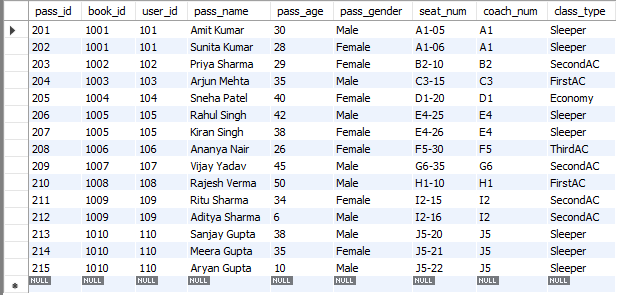 pass_id book_id user_id pass_name pass_age pass_gender seat_num coach_num class_type
201 1001 101 Amit Kumar 30 Male A1-05 A1 Sleeper
202 1001 101 Sunita Kumar 28 Female A1-06 A1 Sleeper
203 1002 102 Priya Sharma 29 Female B2-10 B2 SecondAC
204 1003 103 Arjun Mehta 35 Male C3-15 C3 FirstAC
205 1004 104 Sneha Patel 40 Female D1-20 D1 Economy
206 1005 105 Rahul Singh 42 Male E4-25 E4 Sleeper
207 1005 105 Kiran Singh 38 Female E4-26 E4 Sleeper
208 1006 106 Ananya Nair 26 Female F5-30 F5 ThirdAC
209 1007 107 Vijay Yadav 45 Male G6-35 G6 SecondAC
210 1008 108 Rajesh Verma 50 Male H1-10 H1 FirstAC
211 1009 109 Ritu Sharma 34 Female I2-15 I2 SecondAC
212 1009 109 Aditya Sharma 6 Male I2-16 I2 SecondAC
213 1010 110 Sanjay Gupta 38 Male J5-20 J5 Sleeper
214 1010 110 Meera Gupta 35 Female J5-21 J5 Sleeper
215 1010 110 Aryan Gupta 10 Male J5-22 J5 Sleeper
NULL NULL NULL NULL NULL NULL NULL NULL NULL